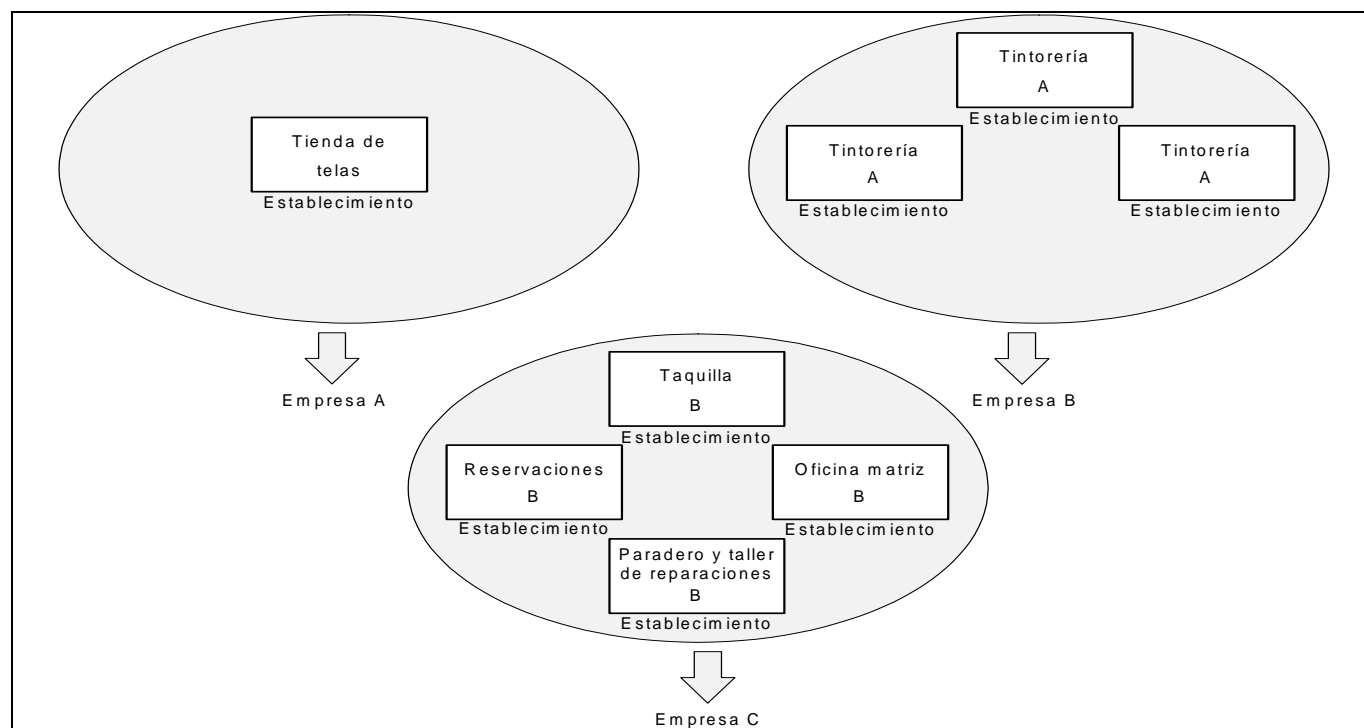 Tienda de
telas
Establecimiento
Empresa A
Tintorería
A
Establecimiento
Tintorería
A
Establecimiento
Tintorería
A
Establecimiento
Empresa B
Taquilla
B
Establecimiento
Reservaciones
B
Establecimiento
Oficina matriz
B
Establecimiento
Paradero y taller
de reparaciones
B
Establecimiento
Empresa C